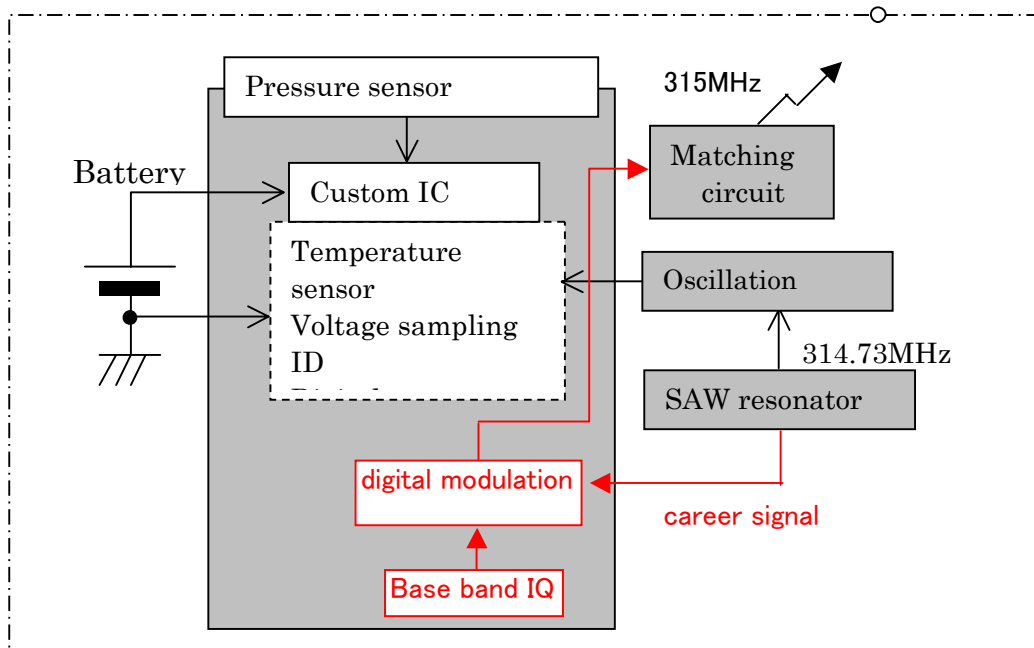 Pressure sensor
315MHz
Matching
circuit
Battery
Custom IC
Temperature
sensor
Voltage sampling
ID
Oscillation
314.73MHz
SAW resonator
digital modulation
career signal
Base band IQ